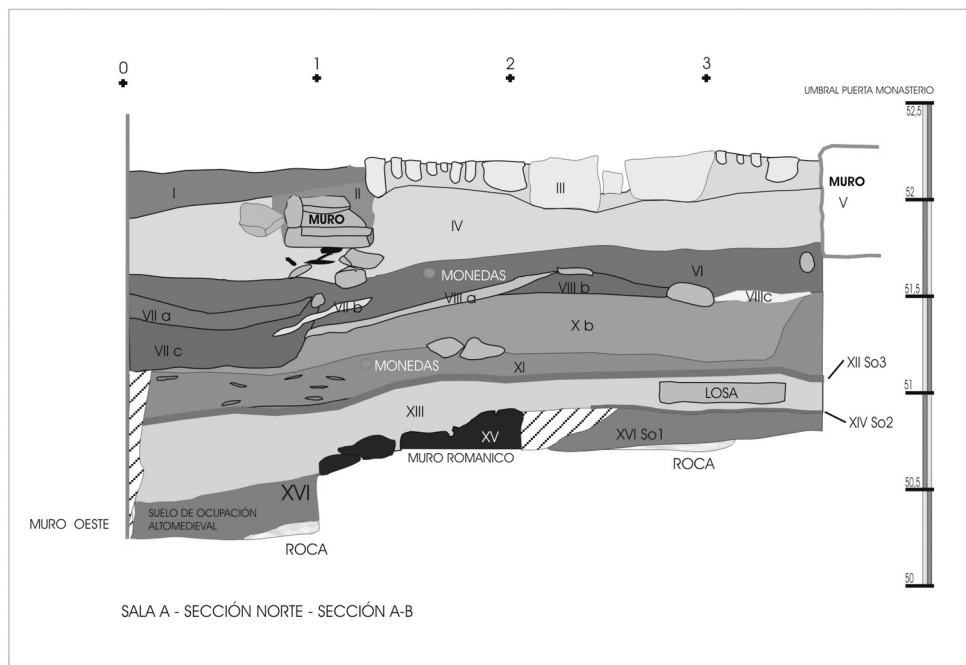 0
1
2
3
UMBRAL PUERTA MONASTERIO
52,5
I
II
III
MURO
V
52
MURO
IV
MONEDAS
VI
51,5
VII a
VII b
VIII a
VIII b
VIIIc
VII c
X b
MONEDAS
XI
XII So3
51
LOSA
XIII
XIV So2
XV
XVI So1
MURO ROMANICO
ROCA
XVI
50,5
SUELO DE OCUPACIÓN
ALTOMEDIEVAL
MURO OESTE
ROCA
50
SALA A - SECCIÓN NORTE - SECCIÓN A-B